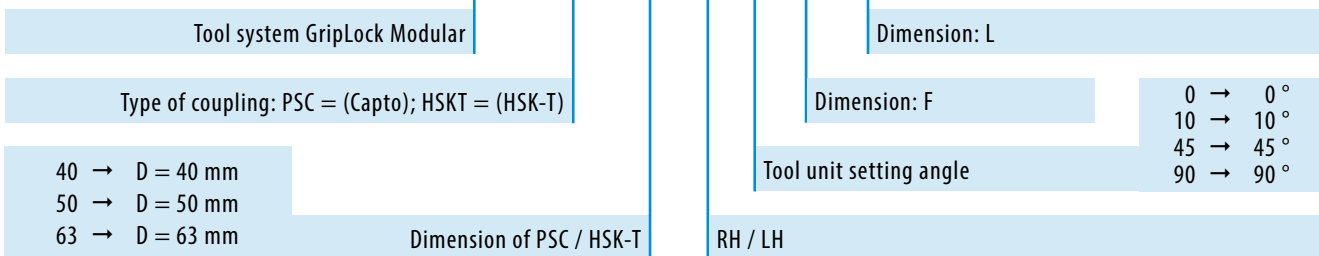 Tool system GripLock Modular
Dimension: L
Type of coupling: PSC = (Capto); HSKT = (HSK-T)
Dimension: F
0 → 0 °
10 → 10 °
45 → 45 °
90 → 90 °
Tool unit setting angle
40 → D = 40 mm
50 → D = 50 mm
63 → D = 63 mm
Dimension of PSC / HSK-T
RH / LH